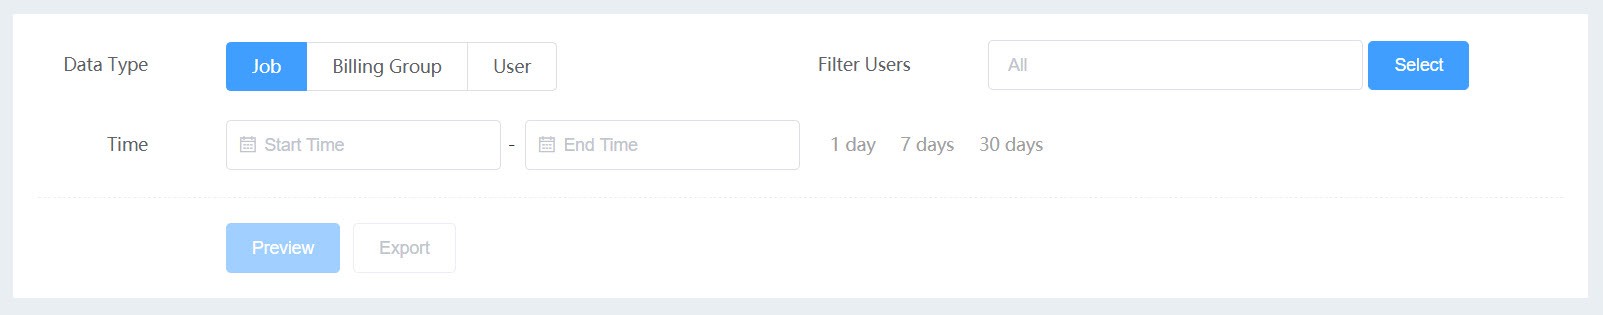 Data Type Job Billing Group User Filter Users All Select
Time Start Time - End Time 1 day 7 days 30 days
Preview Export